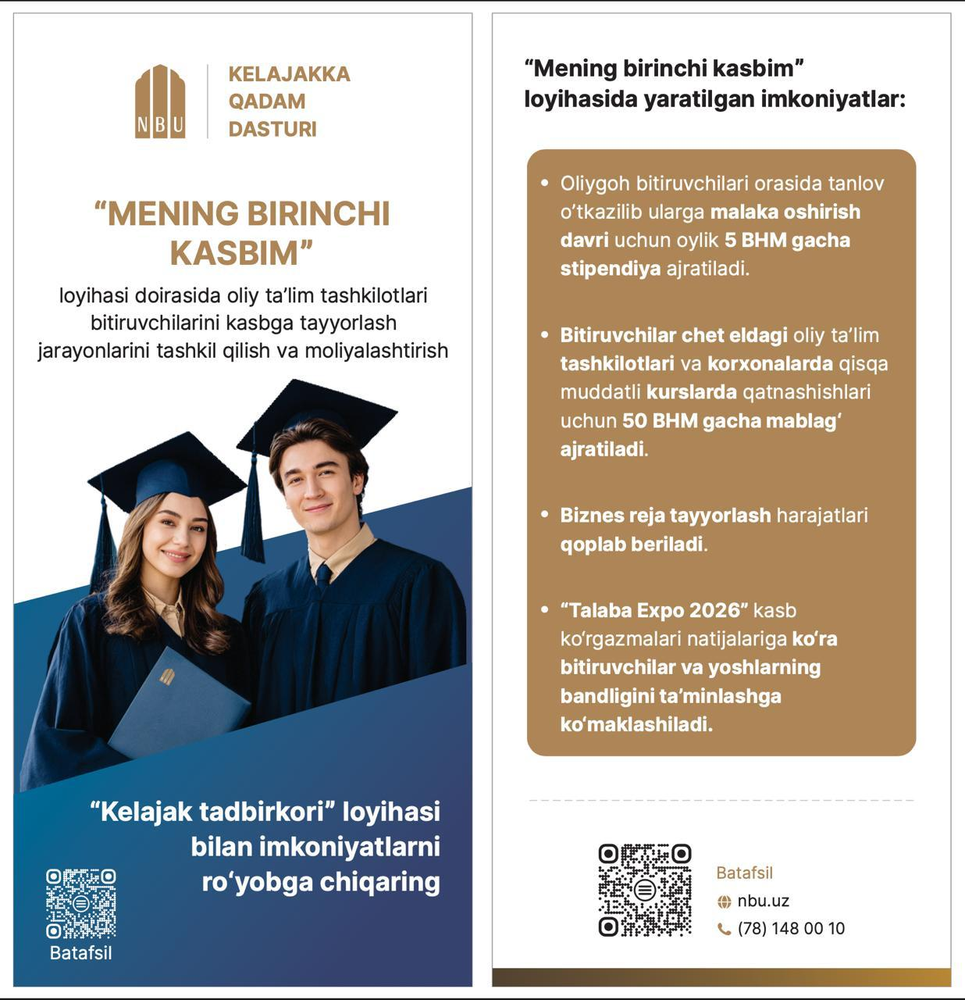 NBU
KELAJAKKA
QADAM
DASTURI
“MENING BIRINCHI
KASBIM”
loyihasi doirasida oliy ta’lim tashkilotlari
bitiruvchilarini kasbga tayyorlash
jarayonlarini tashkil qilish va moliyalashtirish
“Kelajak tadbirkori” loyihasi
bilan imkoniyatlarni
ro‘yobga chiqaring
Batafsil
“Mening birinchi kasbim”
loyihasida yaratilgan imkoniyatlar:
• Oliygoh bitiruvchilari orasida tanlov
o’tkazilib ularga malaka oshirish
davri uchun oylik 5 BHM gacha
stipendiya ajratiladi.
• Bitiruvchilar chet eldagi oliy ta’lim
tashkilotlari va korxonalarda qisqa
muddatli kurslarda qatnashishlari
uchun 50 BHM gacha mablag‘
ajratiladi.
• Biznes reja tayyorlash harajatlari
qoplab beriladi.
• “Talaba Expo 2026” kasb
ko‘rgazmalari natijalariga ko‘ra
bitiruvchilar va yoshlarning
bandligini ta’minlashga
ko‘maklashiladi.
Batafsil
nbu.uz
(78) 148 00 10